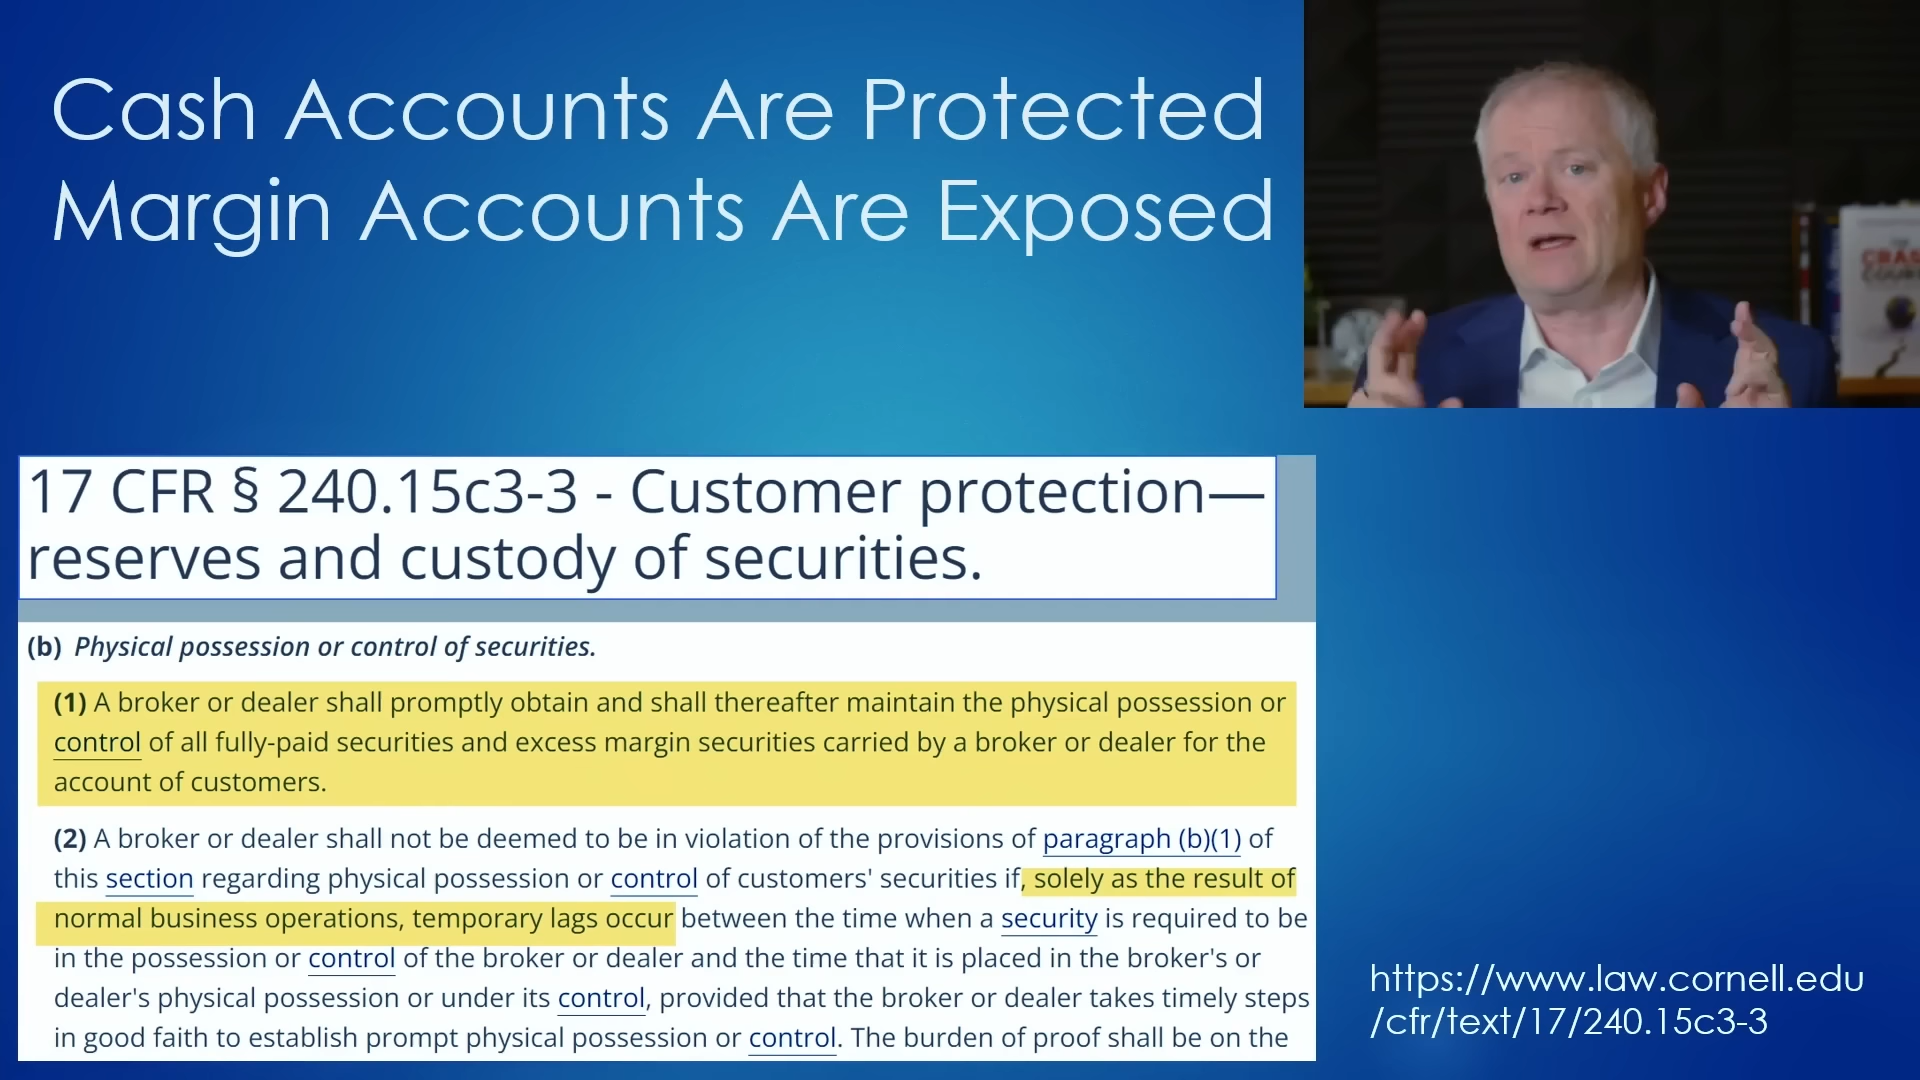 Cash Accounts Are Protected
Margin Accounts Are Exposed
17 CFR § 240.15c3-3 - Customer protection—
reserves and custody of securities.
(b) Physical possession or control of securities.
(1) A broker or dealer shall promptly obtain and shall thereafter maintain the physical possession or
control of all fully-paid securities and excess margin securities carried by a broker or dealer for the
account of customers.
(2) A broker or dealer shall not be deemed to be in violation of the provisions of paragraph (b)(1) of
this section regarding physical possession or control of customers' securities if, solely as the result of
normal business operations, temporary lags occur between the time when a security is required to be
in the possession or control of the broker or dealer and the time that it is placed in the broker's or
dealer's physical possession or under its control, provided that the broker or dealer takes timely steps
in good faith to establish prompt physical possession or control. The burden of proof shall be on the
https://www.law.cornell.edu
/cfr/text/17/240.15c3-3